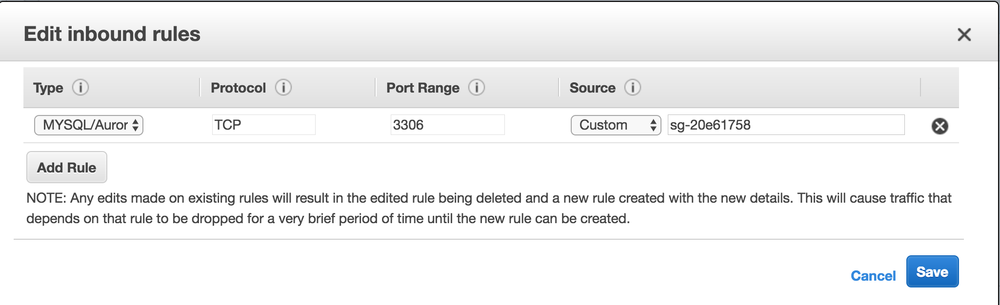 Edit inbound rules
Type Protocol Port Range Source
MYSQL/Auror TCP 3306 Custom sg-20e61758
Add Rule
NOTE: Any edits made on existing rules will result in the edited rule being deleted and a new rule created with the new details. This will cause traffic that
depends on that rule to be dropped for a very brief period of time until the new rule can be created.
Cancel Save